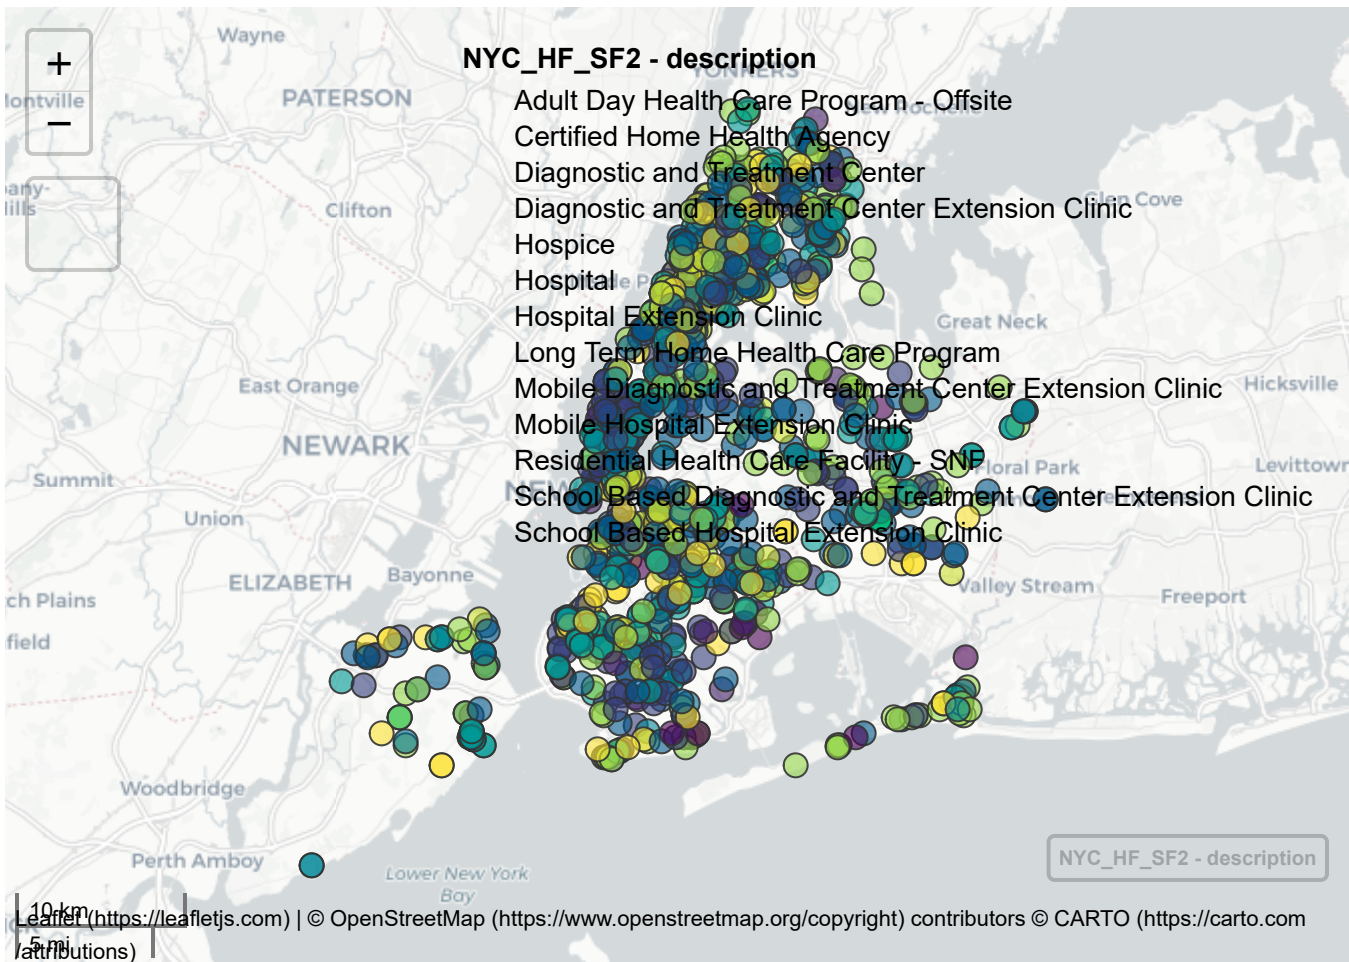 Wayne
+
NYC_HF_SF2 - description
YONKERS
PATERSON
Adult Day Health Care Program - Offsite
New Rochelle
−
Certified Home Health Agency
Diagnostic and Treatment Center
Clifton
Diagnostic and Treatment Center Extension Clinic
Glen Cove
Hospice
Hospital
Hospital Extension Clinic
Great Neck
Long Term Home Health Care Program
East Orange
Mobile Diagnostic and Treatment Center Extension Clinic
Hicksville
Mobile Hospital Extension Clinic
NEWARK
Residential Health Care Facility - SNF
Floral Park
Levittown
Summit
NEW
School Based Diagnostic and Treatment Center Extension Clinic
Union
School Based Hospital Extension Clinic
Bayonne
ELIZABETH
Valley Stream
Freeport
ch Plains
field
Woodbridge
Perth Amboy
NYC_HF_SF2 - description
Lower New York
Bay
10 km
Leaflet (https://leafletjs.com) | © OpenStreetMap (https://www.openstreetmap.org/copyright) contributors © CARTO (https://carto.com
5 mi
/attributions)